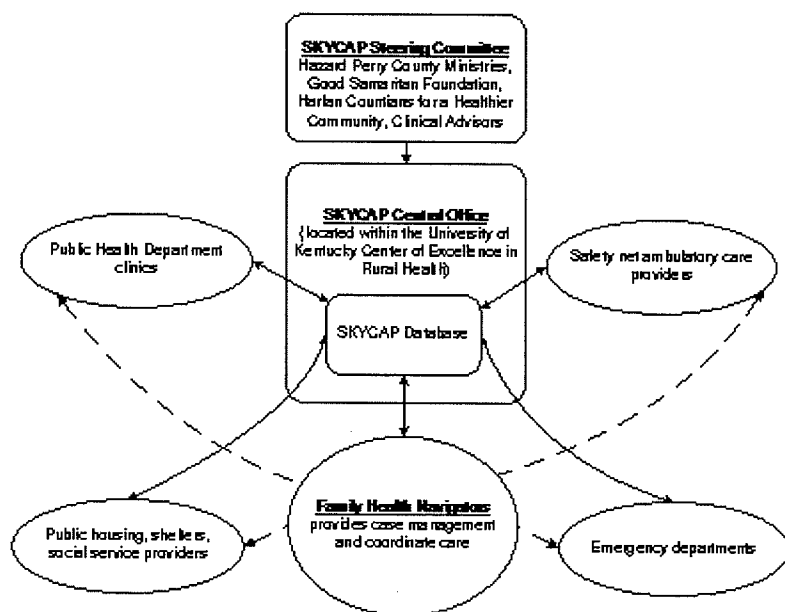 SKYCAP Steering Committee
Hazard Perry County Ministries,
Good Samaritan Foundation,
Harlan Countians for a Healthier
Community, Clinical Advisors
SKYCAP Central Office
(located within the University of
Kentucky Center of Excellence in
Rural Health)
Public Health Department
clinics
Safety net ambulatory care
providers
SKYCAP Database
Family Health Navigators
provides case management
and coordinate care
Public housing, shelters,
social service providers
Emergency departments